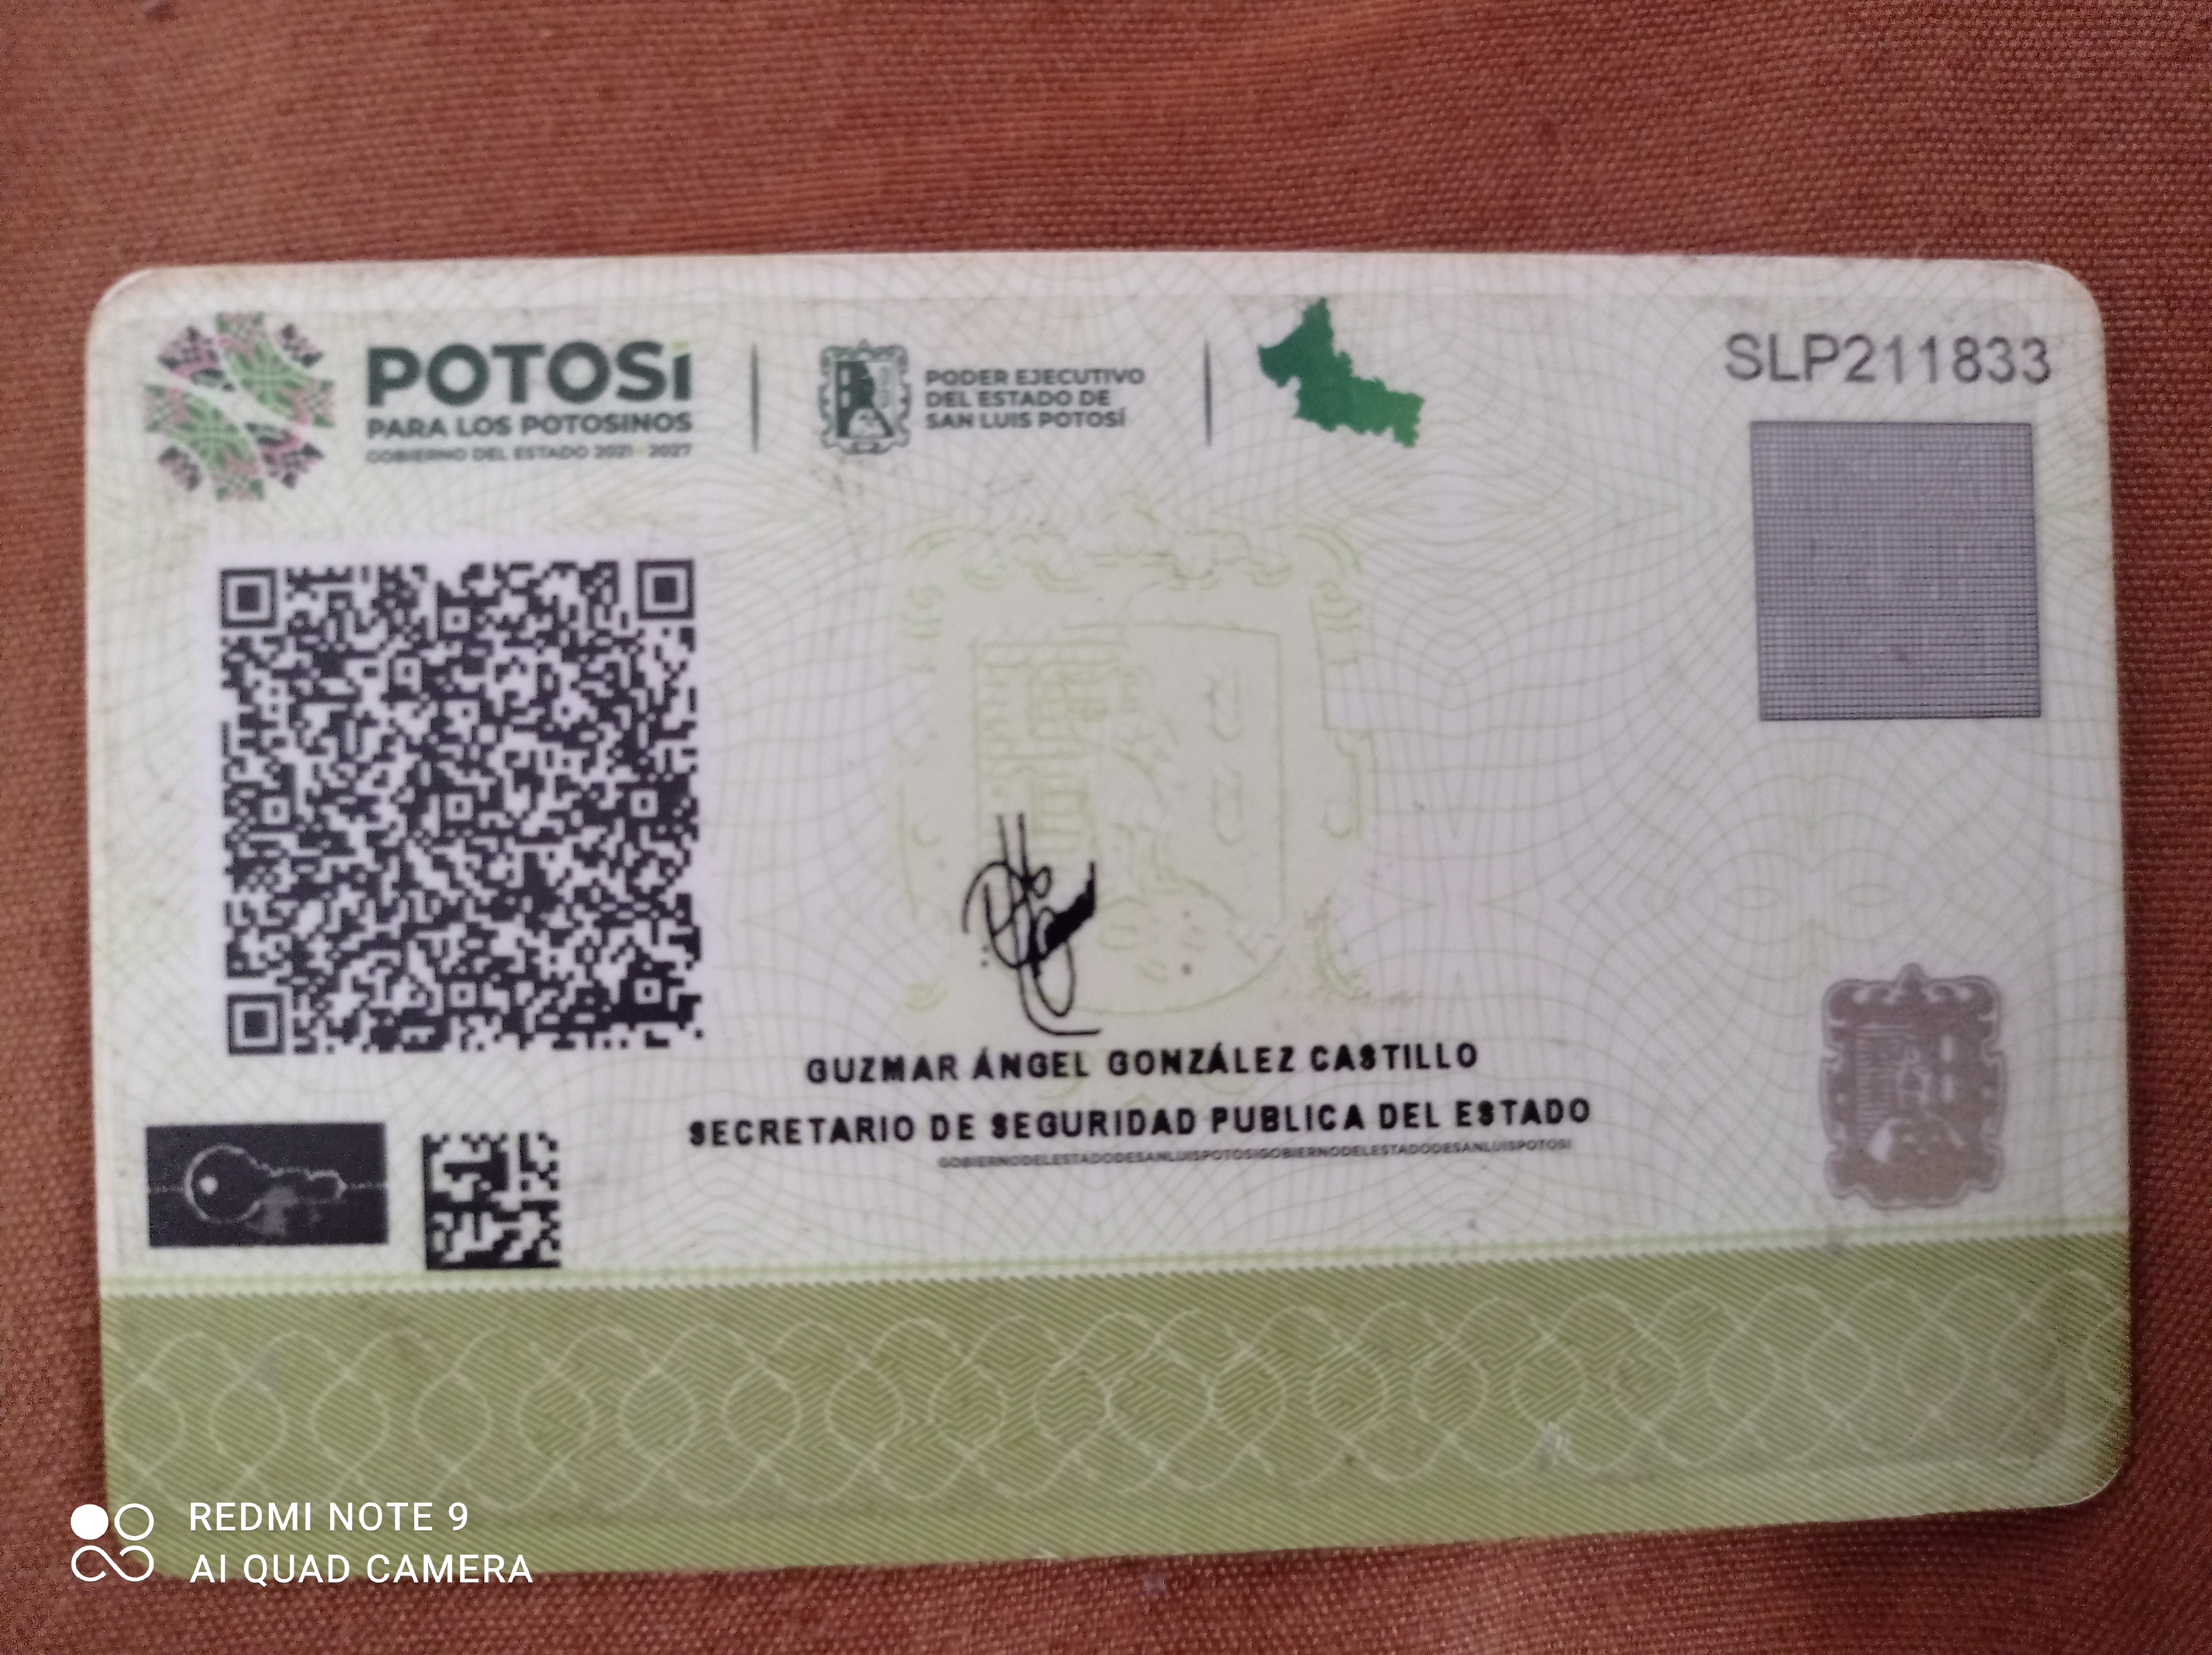 POTOSí
PARA LOS POTOSINOS
GOBIERNO DEL ESTADO 2021 - 2027
PODER EJECUTIVO
DEL ESTADO DE
SAN LUIS POTOSÍ
SLP211833
GUZMAR ÁNGEL GONZÁLEZ CASTILLO
SECRETARIO DE SEGURIDAD PUBLICA DEL ESTADO
GOBIERNODELESTADODESANLUISPOTOSIGOBIERNODELESTADODESANLUISPOTOSI
REDMI NOTE 9
AI QUAD CAMERA